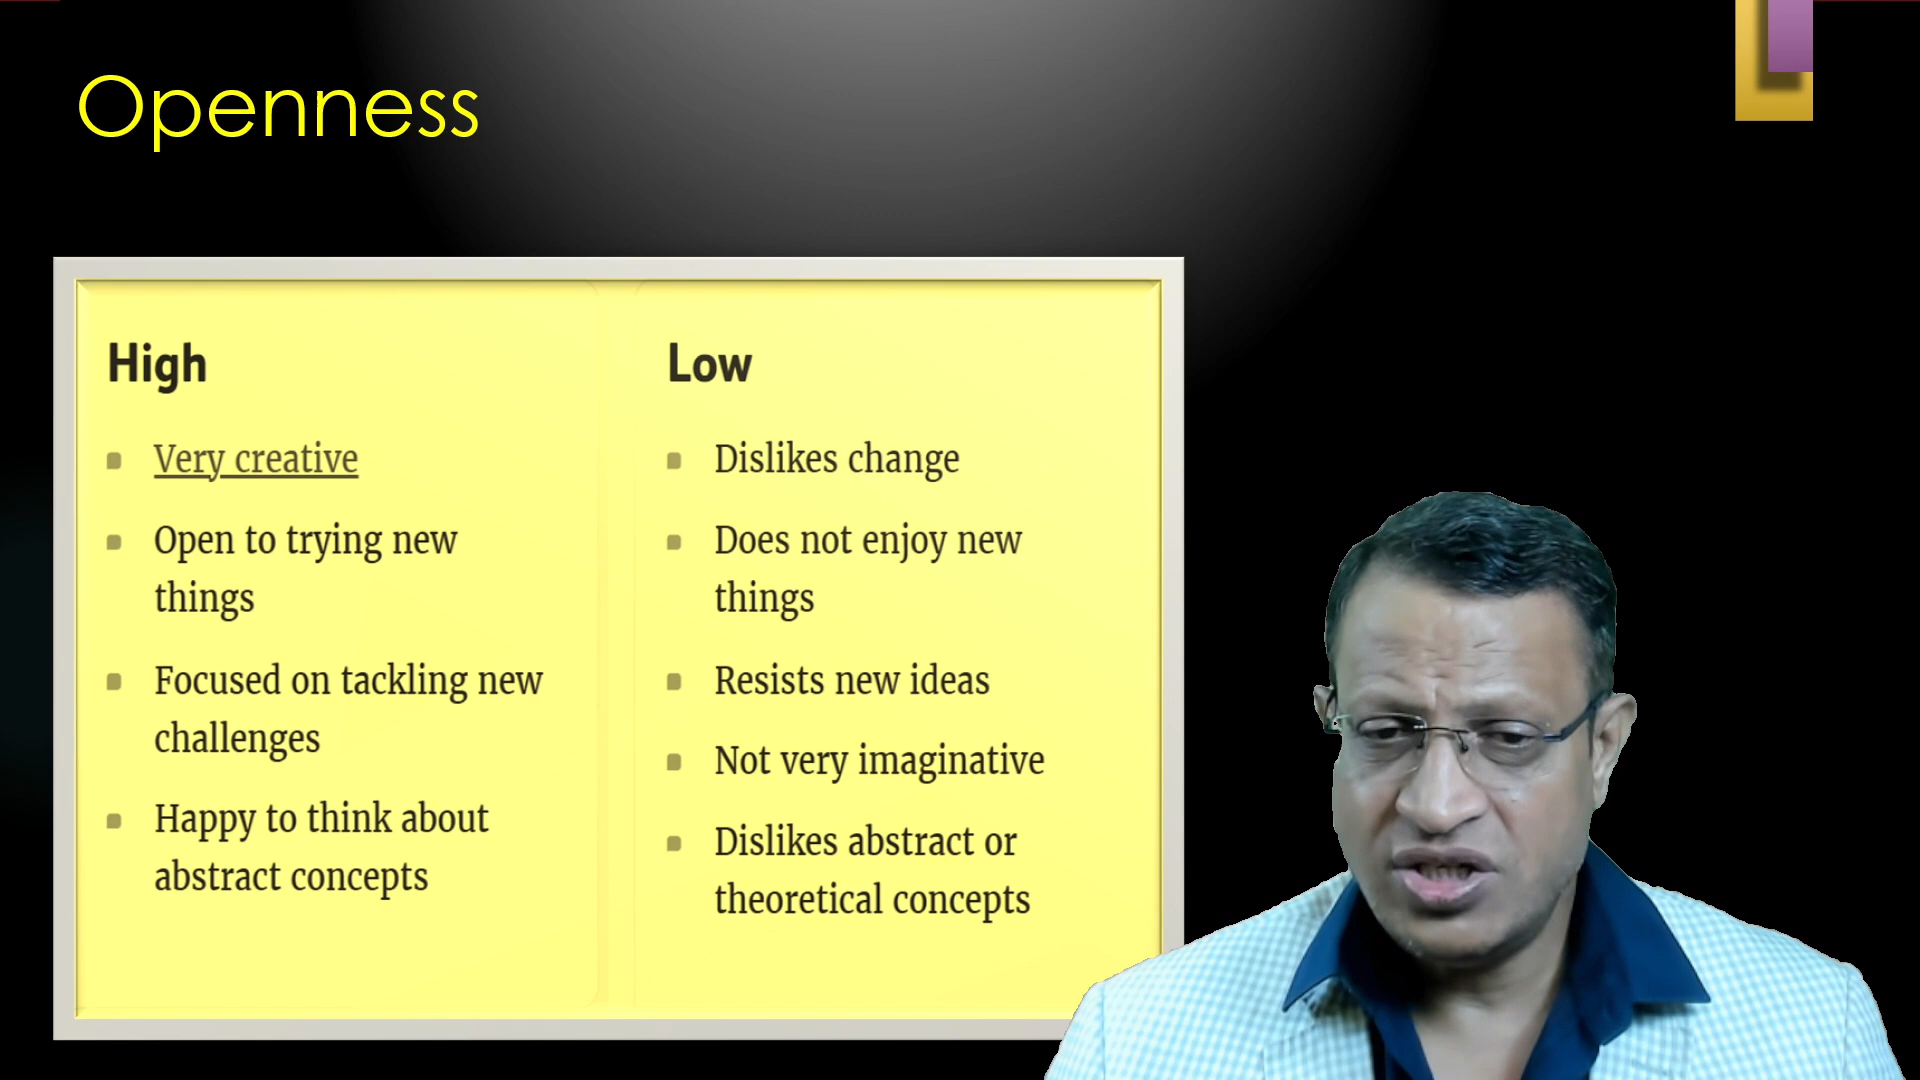 Openness
High
Very creative
Open to trying new
things
Focused on tackling new
challenges
Happy to think about
abstract concepts
Low
Dislikes change
Does not enjoy new
things
Resists new ideas
Not very imaginative
Dislikes abstract or
theoretical concepts